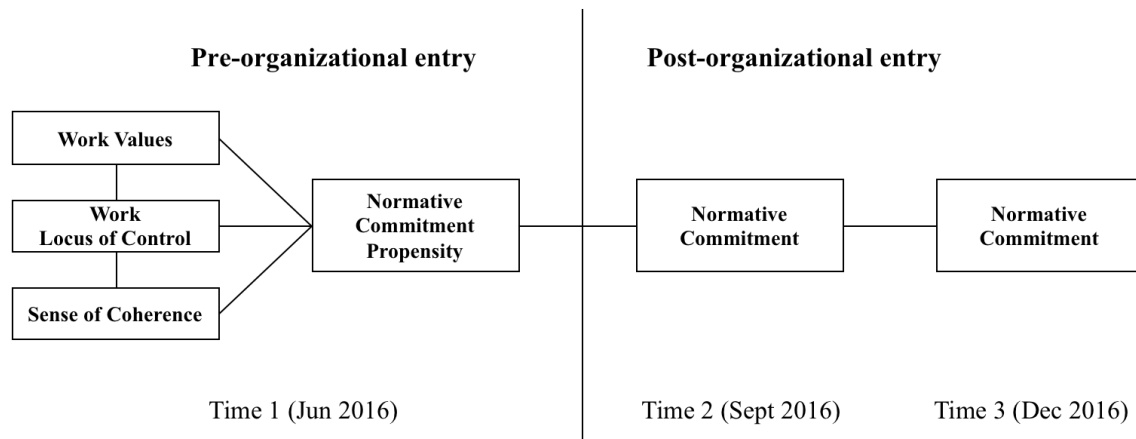 Pre-organizational entry
Post-organizational entry
Work Values
Work
Locus of Control
Sense of Coherence
Normative
Commitment
Propensity
Normative
Commitment
Normative
Commitment
Time 1 (Jun 2016)
Time 2 (Sept 2016)
Time 3 (Dec 2016)